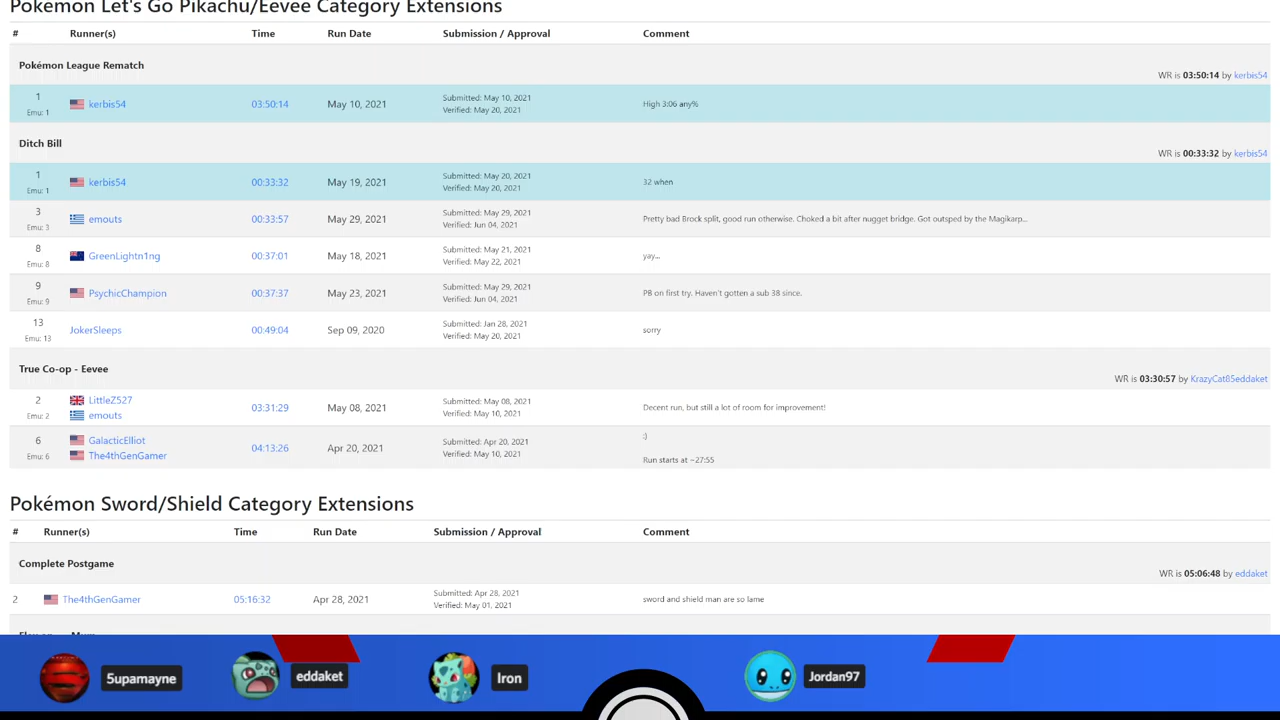 Pokemon Let's Go Pikachu/Eevee Category Extensions
# Runner(s) Time Run Date Submission / Approval Comment
Pokémon League Rematch
WR is 03:50:14 by kerbis54
1 kerbis54 03:50:14 May 10, 2021 Submitted: May 10, 2021 High 3:06 any%
Emu: 1 Verified: May 20, 2021
Ditch Bill
WR is 00:33:32 by kerbis54
1 kerbis54 00:33:32 May 19, 2021 Submitted: May 20, 2021 32 when
Emu: 1 Verified: May 20, 2021
3 emouts 00:33:57 May 29, 2021 Submitted: May 29, 2021 Pretty bad Brock split, good run otherwise. Choked a bit after nugget bridge. Got outsped by the Magikarp...
Emu: 3 Verified: Jun 04, 2021
8 GreenLightn1ng 00:37:01 May 18, 2021 Submitted: May 21, 2021 yay...
Emu: 8 Verified: May 22, 2021
9 PsychicChampion 00:37:37 May 23, 2021 Submitted: May 29, 2021 PB on first try. Haven't gotten a sub 38 since.
Emu: 9 Verified: Jun 04, 2021
13 JokerSleeps 00:49:04 Sep 09, 2020 Submitted: Jan 28, 2021 sorry
Emu: 13 Verified: May 20, 2021
True Co-op - Eevee
WR is 03:30:57 by KrazyCat85eddaket
2 LittleZ527 03:31:29 May 08, 2021 Submitted: May 08, 2021 Decent run, but still a lot of room for improvement!
Emu: 2 emouts Verified: May 10, 2021
6 GalacticElliot 04:13:26 Apr 20, 2021 Submitted: Apr 20, 2021 :)
Emu: 6 The4thGenGamer Verified: May 10, 2021 Run starts at ~27:55
Pokémon Sword/Shield Category Extensions
# Runner(s) Time Run Date Submission / Approval Comment
Complete Postgame
WR is 05:06:48 by eddaket
2 The4thGenGamer 05:16:32 Apr 28, 2021 Submitted: Apr 28, 2021 sword and shield man are so lame
Verified: May 01, 2021
5upamayne eddaket Iron Jordan97